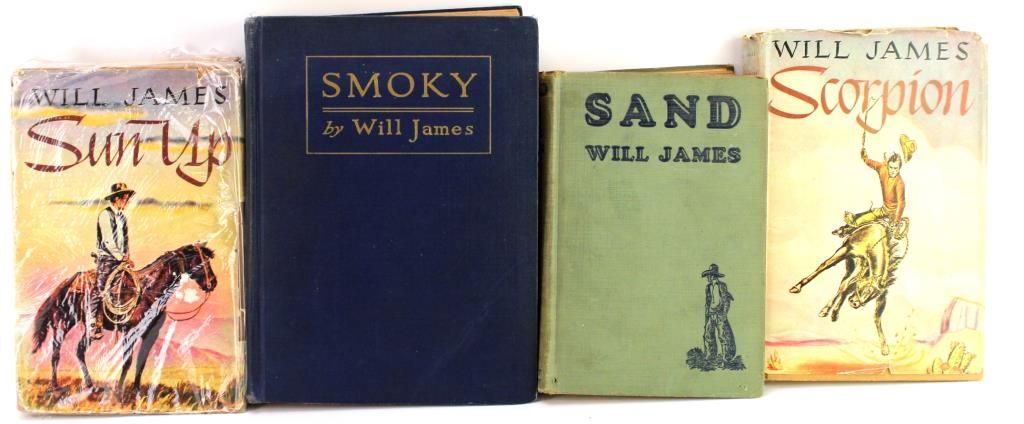 WILL JAMES
Sun Up
SMOKY
by Will James
SAND
WILL JAMES
WILL JAMES
Scorpion